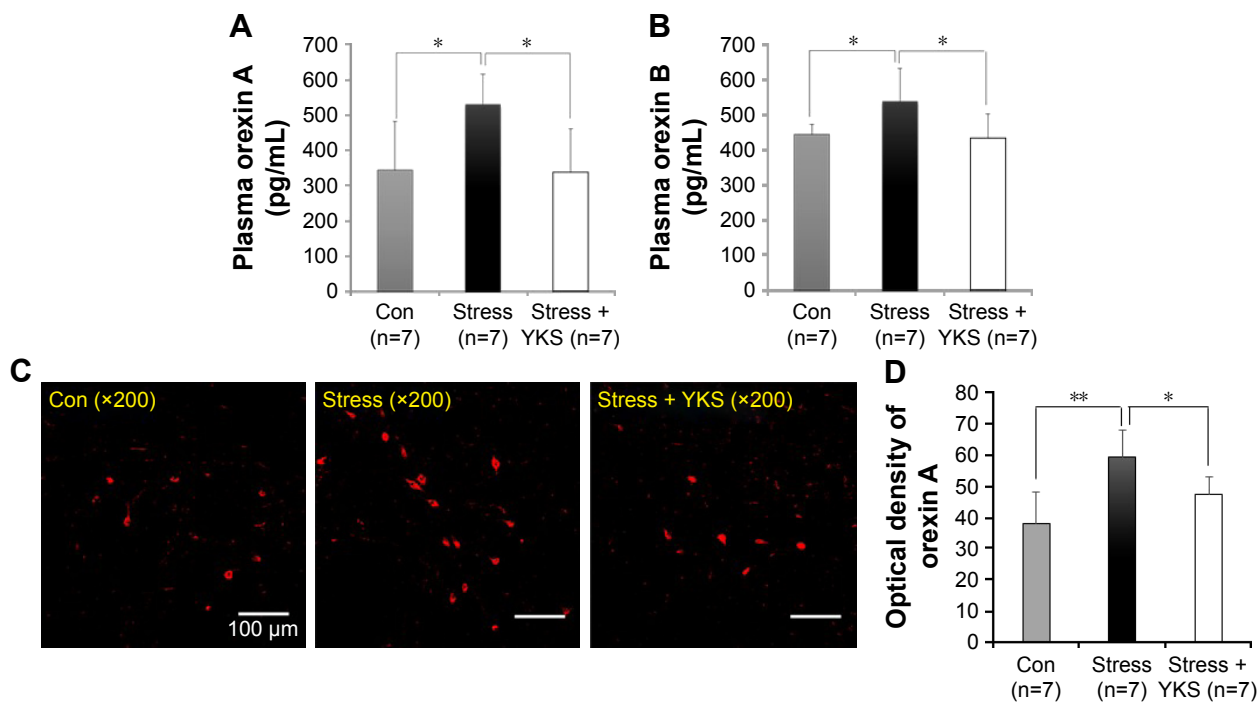 A
Plasma orexin A
(pg/mL)
700
600
500
400
300
200
100
0
*
*
Con
(n=7)
Stress
(n=7)
Stress +
YKS (n=7)
B
Plasma orexin B
(pg/mL)
700
600
500
400
300
200
100
0
*
*
Con
(n=7)
Stress
(n=7)
Stress +
YKS (n=7)
C
Con (×200)
100 µm
Stress (×200)
Stress + YKS (×200)
D
Optical density of
orexin A
80
70
60
50
40
30
20
10
0
**
*
Con
(n=7)
Stress
(n=7)
Stress +
YKS (n=7)